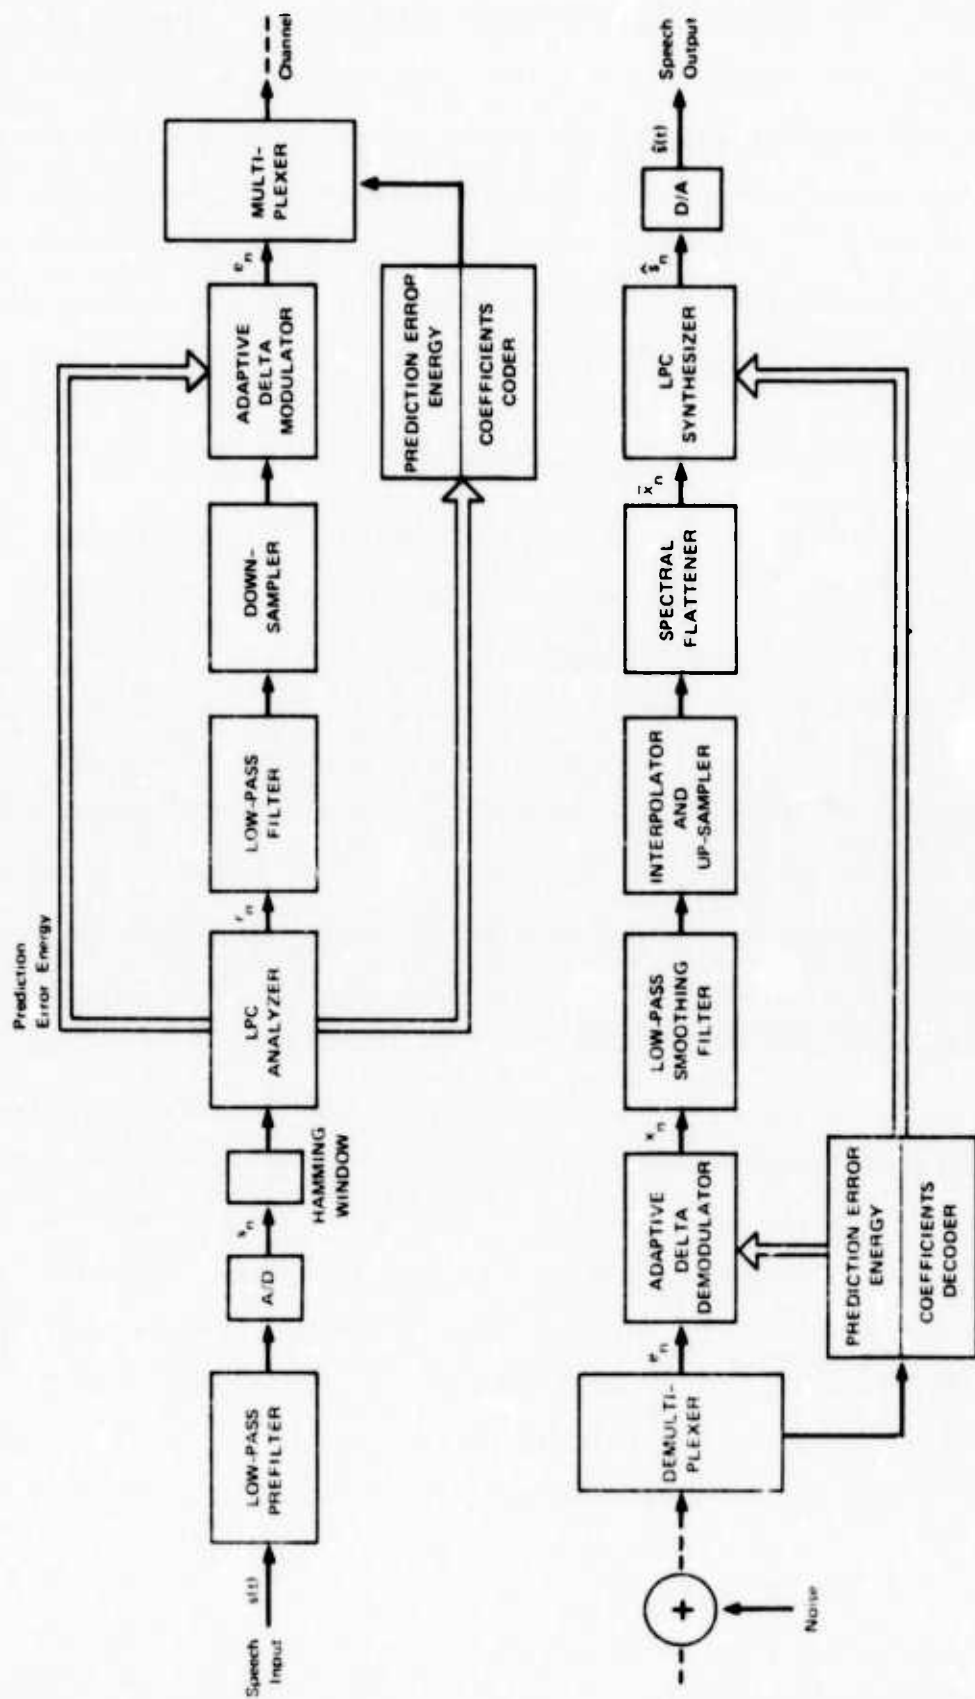 Speech
Input
s(t)
LOW-PASS
PREFILTER
A/D
s_n
HAMMING
WINDOW
LPC
ANALYZER
Prediction
Error Energy
r_n
LOW-PASS
FILTER
DOWN-
SAMPLER
ADAPTIVE
DELTA
MODULATOR
e_n
MULTI-
PLEXER
Channel
PREDICTION ERROR
ENERGY
COEFFICIENTS
CODER
Noise
+
DEMULTI-
PLEXER
ADAPTIVE
DELTA
DEMODULATOR
x_n
LOW-PASS
SMOOTHING
FILTER
INTERPOLATOR
AND
UP-SAMPLER
SPECTRAL
FLATTENER
x̄_n
LPC
SYNTHESIZER
ŝ_n
D/A
ŝ(t)
Speech
Output
PREDICTION ERROR
ENERGY
COEFFICIENTS
DECODER